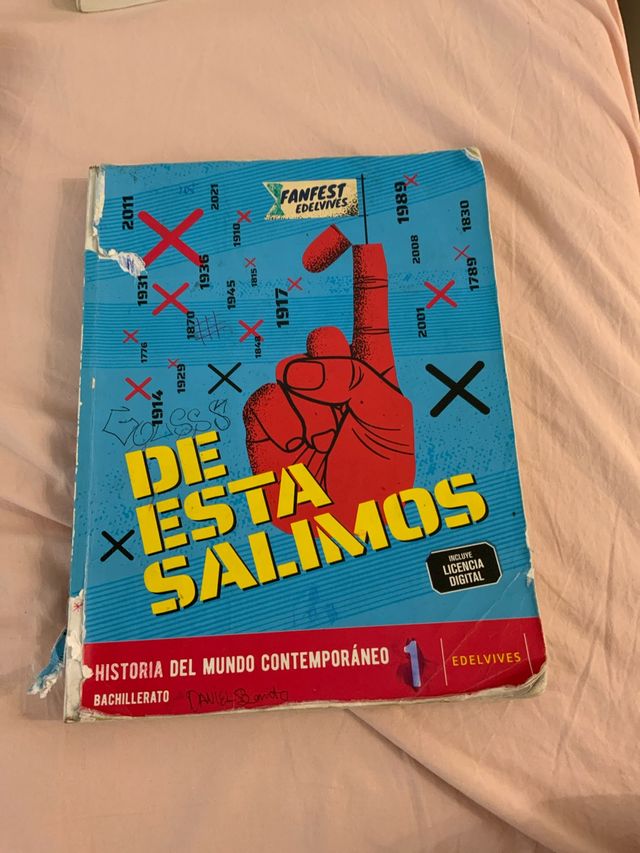 FANFEST
EDELVIVES
2011
2021
1910
1989
1830
1936
1815
2008
1789
1931
1945
1917
1870
1776
1848
2001
1929
1914
DE
ESTA
SALIMOS
INCLUYE
LICENCIA
DIGITAL
HISTORIA DEL MUNDO CONTEMPORÁNEO 1
EDELVIVES
BACHILLERATO